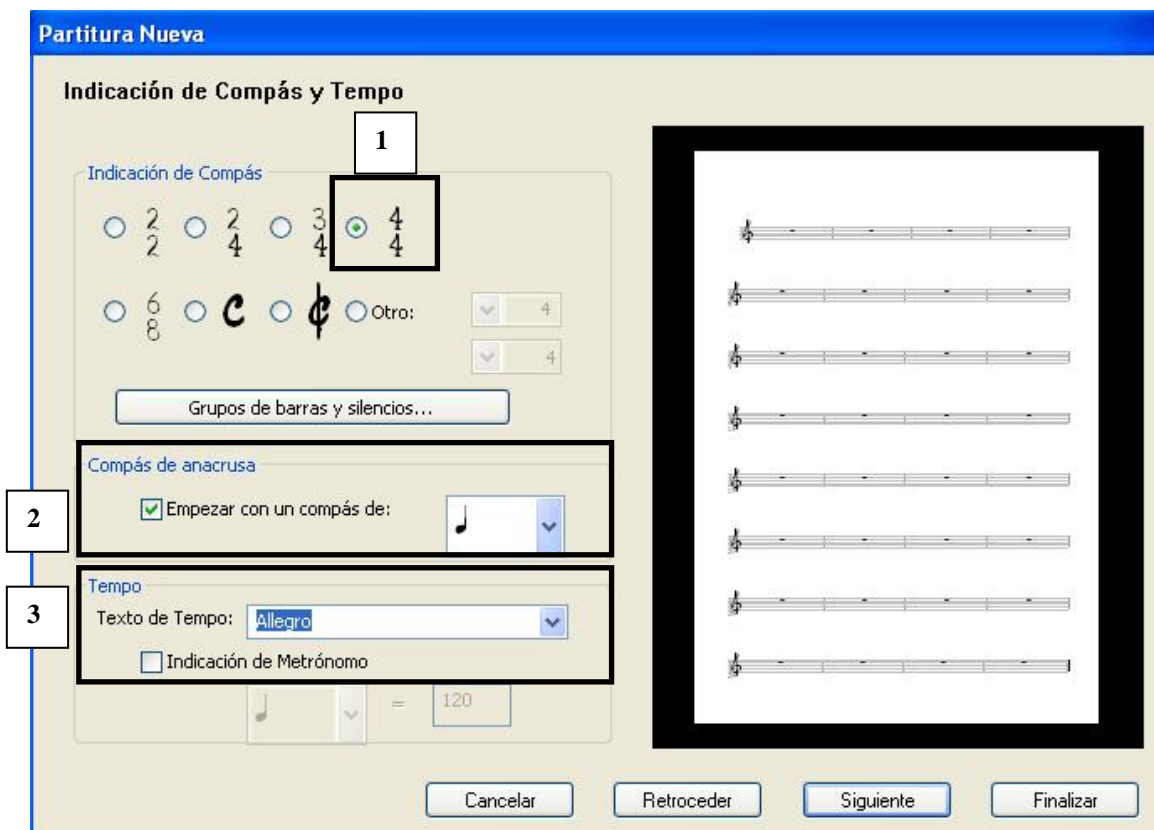 Partitura Nueva
Indicación de Compás y Tempo
1
Indicación de Compás
2 2 3 4
2 4 4 4
6 C ¢ Otro: 4
8 4
Grupos de barras y silencios...
2
Compás de anacrusa
Empezar con un compás de:
3
Tempo
Texto de Tempo: Allegro
Indicación de Metrónomo
= 120
Cancelar Retroceder Siguiente Finalizar